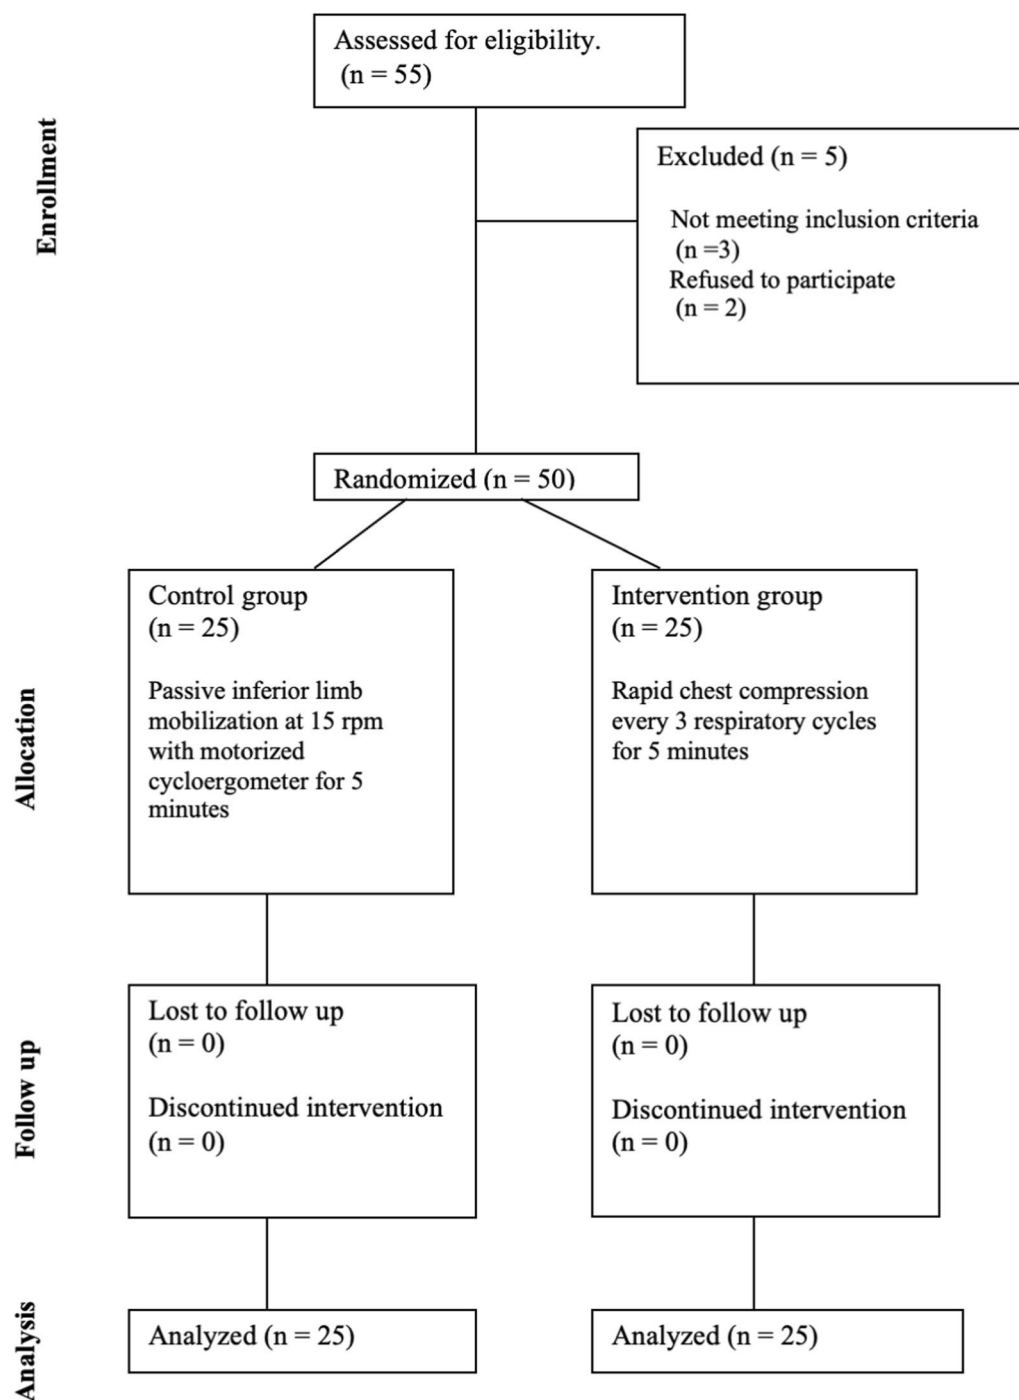 Assessed for eligibility.
(n = 55)
Enrollment
Excluded (n = 5)
Not meeting inclusion criteria
(n =3)
Refused to participate
(n = 2)
Randomized (n = 50)
Allocation
Control group
(n = 25)
Passive inferior limb
mobilization at 15 rpm
with motorized
cycloergometer for 5
minutes
Intervention group
(n = 25)
Rapid chest compression
every 3 respiratory cycles
for 5 minutes
Follow up
Lost to follow up
(n = 0)
Discontinued intervention
(n = 0)
Lost to follow up
(n = 0)
Discontinued intervention
(n = 0)
Analysis
Analyzed (n = 25)
Analyzed (n = 25)